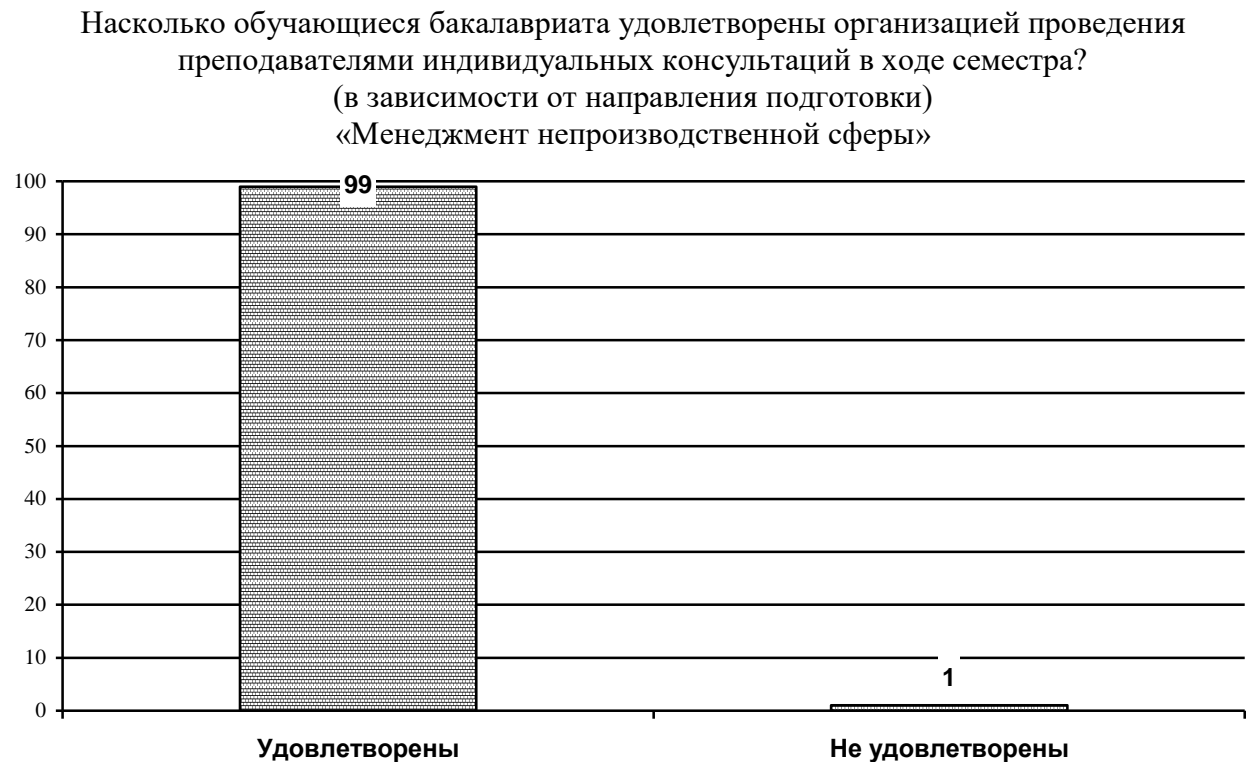 Насколько обучающиеся бакалавриата удовлетворены организацией проведения
преподавателями индивидуальных консультаций в ходе семестра?
(в зависимости от направления подготовки)
«Менеджмент непроизводственной сферы»
100
99
90
80
70
60
50
40
30
20
10
1
0
Удовлетворены
Не удовлетворены